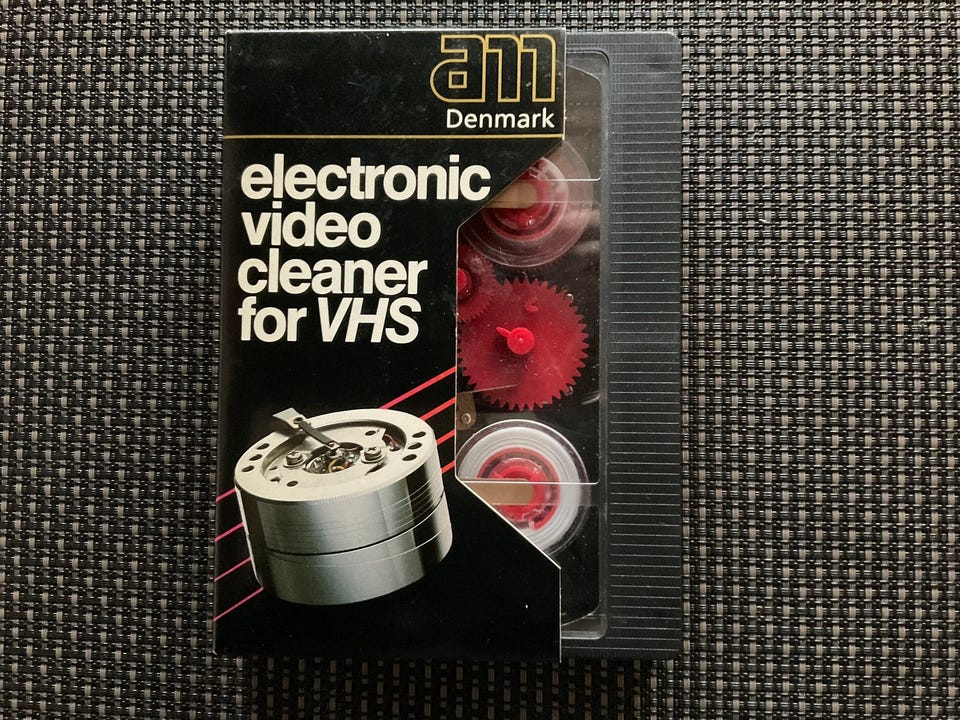 am
Denmark
electronic
video
cleaner
for VHS